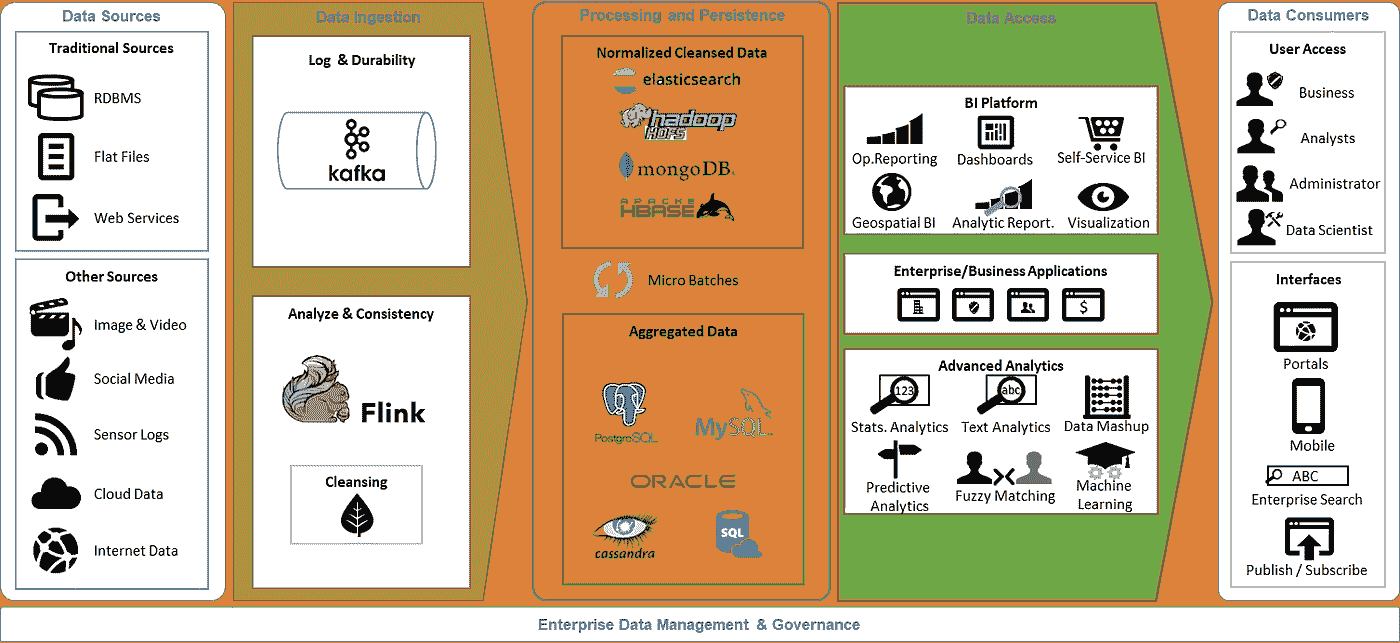 Data Sources
Traditional Sources
RDBMS
Flat Files
Web Services
Other Sources
Image & Video
Social Media
Sensor Logs
Cloud Data
Internet Data
Data Ingestion
Log & Durability
kafka
Analyze & Consistency
Flink
Cleansing
Processing and Persistence
Normalized Cleansed Data
elasticsearch
hadoop
HDFS
mongoDB
APACHE
HBASE
Micro Batches
Aggregated Data
PostgreSQL
MySQL
ORACLE
cassandra
SQL
Data Access
BI Platform
Op.Reporting
Dashboards
Self-Service BI
Geospatial BI
Analytic Report.
Visualization
Enterprise/Business Applications
$
Advanced Analytics
123
abc
Stats. Analytics
Text Analytics
Data Mashup
Predictive
Analytics
Fuzzy Matching
Machine
Learning
Data Consumers
User Access
Business
Analysts
Administrator
Data Scientist
Interfaces
Portals
Mobile
ABC
Enterprise Search
Publish / Subscribe
Enterprise Data Management & Governance